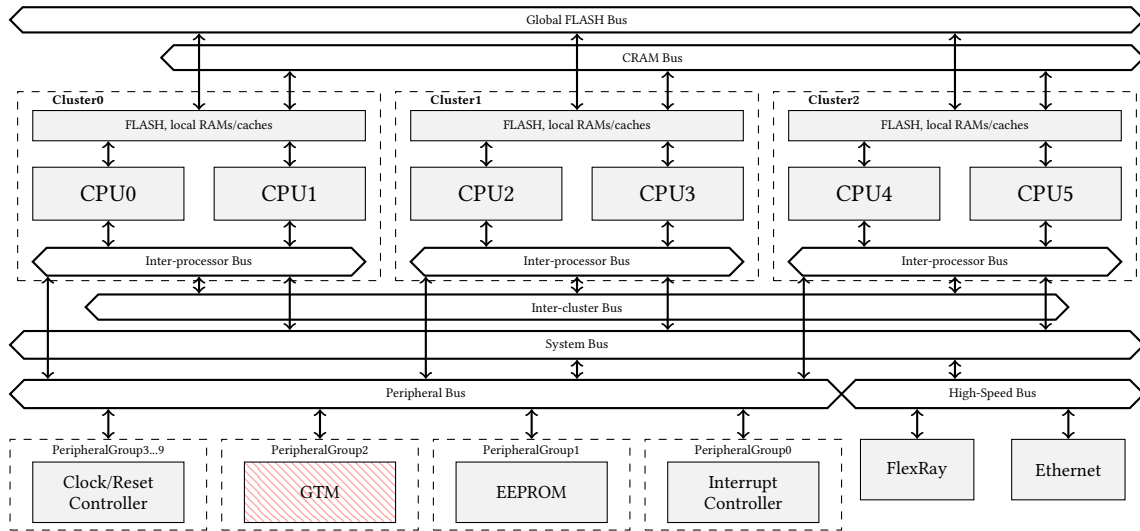 Global FLASH Bus
CRAM Bus
Cluster0
FLASH, local RAMs/caches
CPU0
CPU1
Inter-processor Bus
Cluster1
FLASH, local RAMs/caches
CPU2
CPU3
Inter-processor Bus
Cluster2
FLASH, local RAMs/caches
CPU4
CPU5
Inter-processor Bus
Inter-cluster Bus
System Bus
Peripheral Bus
High-Speed Bus
PeripheralGroup3...9
Clock/Reset
Controller
PeripheralGroup2
GTM
PeripheralGroup1
EEPROM
PeripheralGroup0
Interrupt
Controller
FlexRay
Ethernet